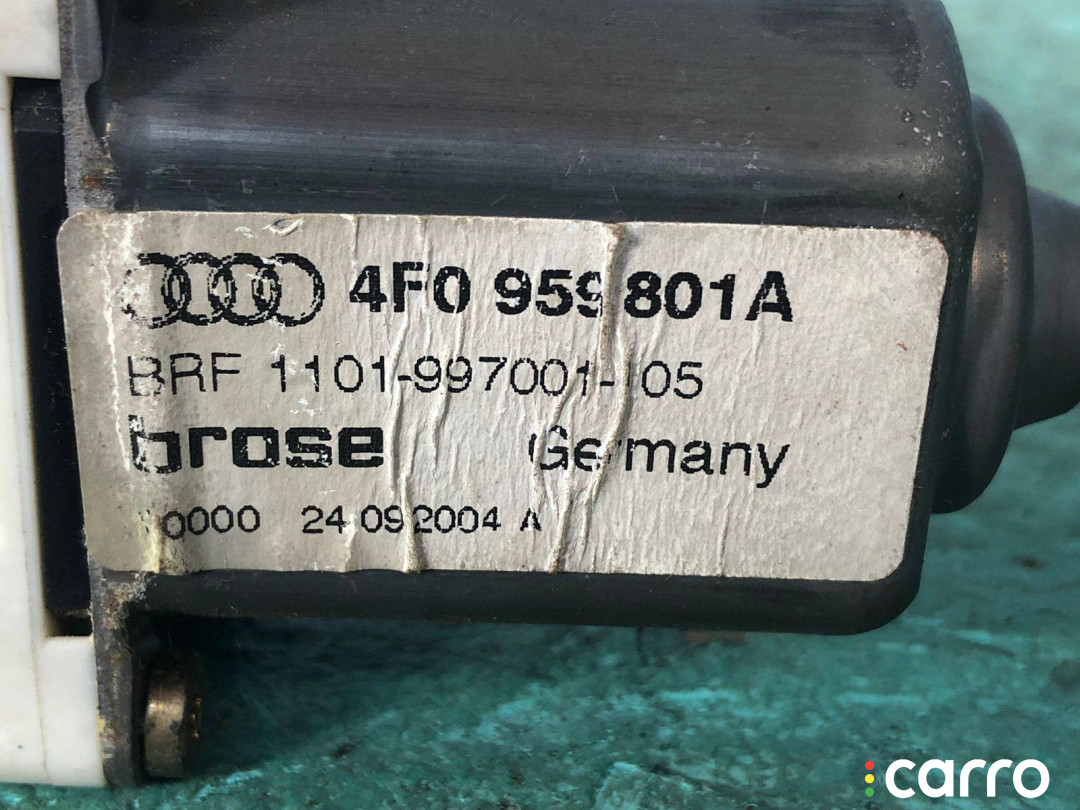 4F0 959 801A
BRF 1101-997001-105
brose Germany
0000 24 09 2004 A
carro